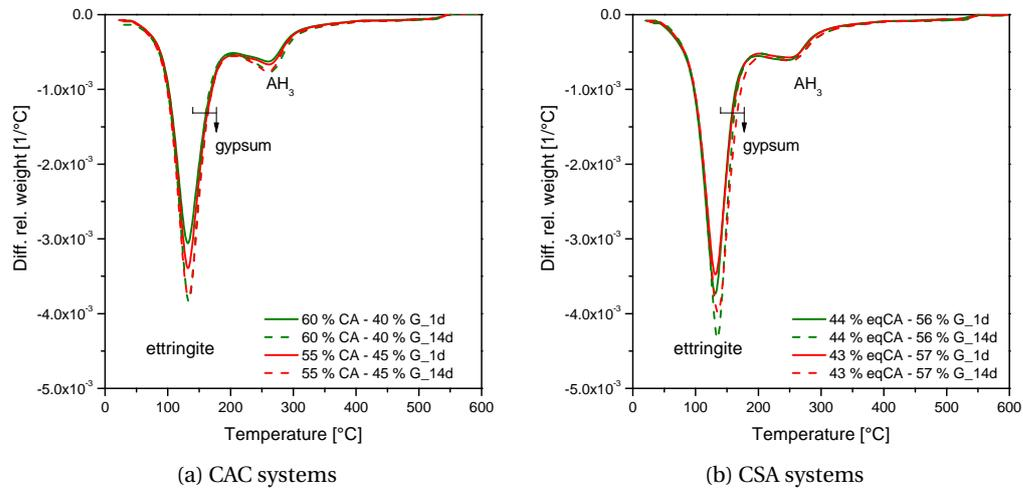 0.0
-1.0x10⁻³
-2.0x10⁻³
-3.0x10⁻³
-4.0x10⁻³
-5.0x10⁻³
Diff. rel. weight [1/°C]
AH₃
gypsum
ettringite
60 % CA - 40 % G_1d
60 % CA - 40 % G_14d
55 % CA - 45 % G_1d
55 % CA - 45 % G_14d
0 100 200 300 400 500 600
Temperature [°C]
(a) CAC systems
0.0
-1.0x10⁻³
-2.0x10⁻³
-3.0x10⁻³
-4.0x10⁻³
-5.0x10⁻³
Diff. rel. weight [1/°C]
AH₃
gypsum
ettringite
44 % eqCA - 56 % G_1d
44 % eqCA - 56 % G_14d
43 % eqCA - 57 % G_1d
43 % eqCA - 57 % G_14d
0 100 200 300 400 500 600
Temperature [°C]
(b) CSA systems